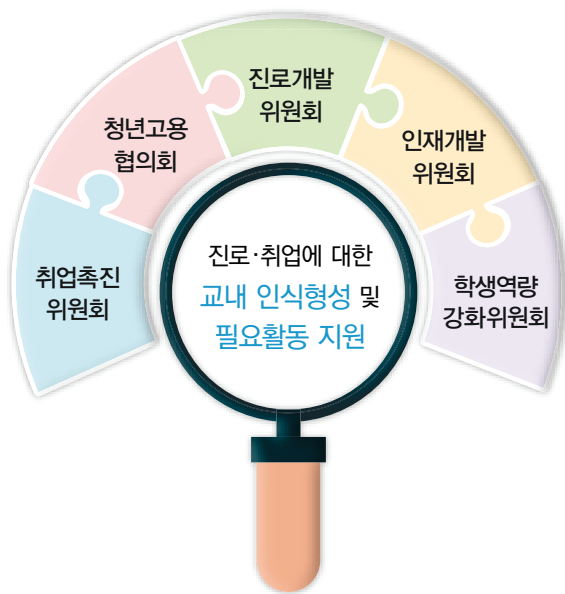 진로개발
위원회
청년고용
협의회
인재개발
위원회
취업촉진
위원회
학생역량
강화위원회
진로·취업에 대한
교내 인식형성 및
필요활동 지원